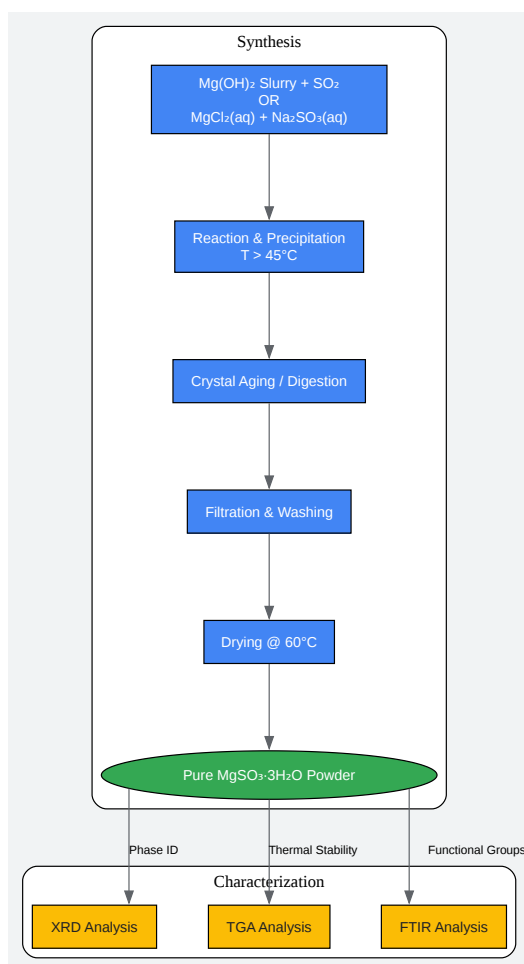 Synthesis
Mg(OH)₂ Slurry + SO₂
OR
MgCl₂(aq) + Na₂SO₃(aq)
Reaction & Precipitation
T > 45°C
Crystal Aging / Digestion
Filtration & Washing
Drying @ 60°C
Pure MgSO₃·3H₂O Powder
Phase ID
Thermal Stability
Functional Groups
Characterization
XRD Analysis
TGA Analysis
FTIR Analysis